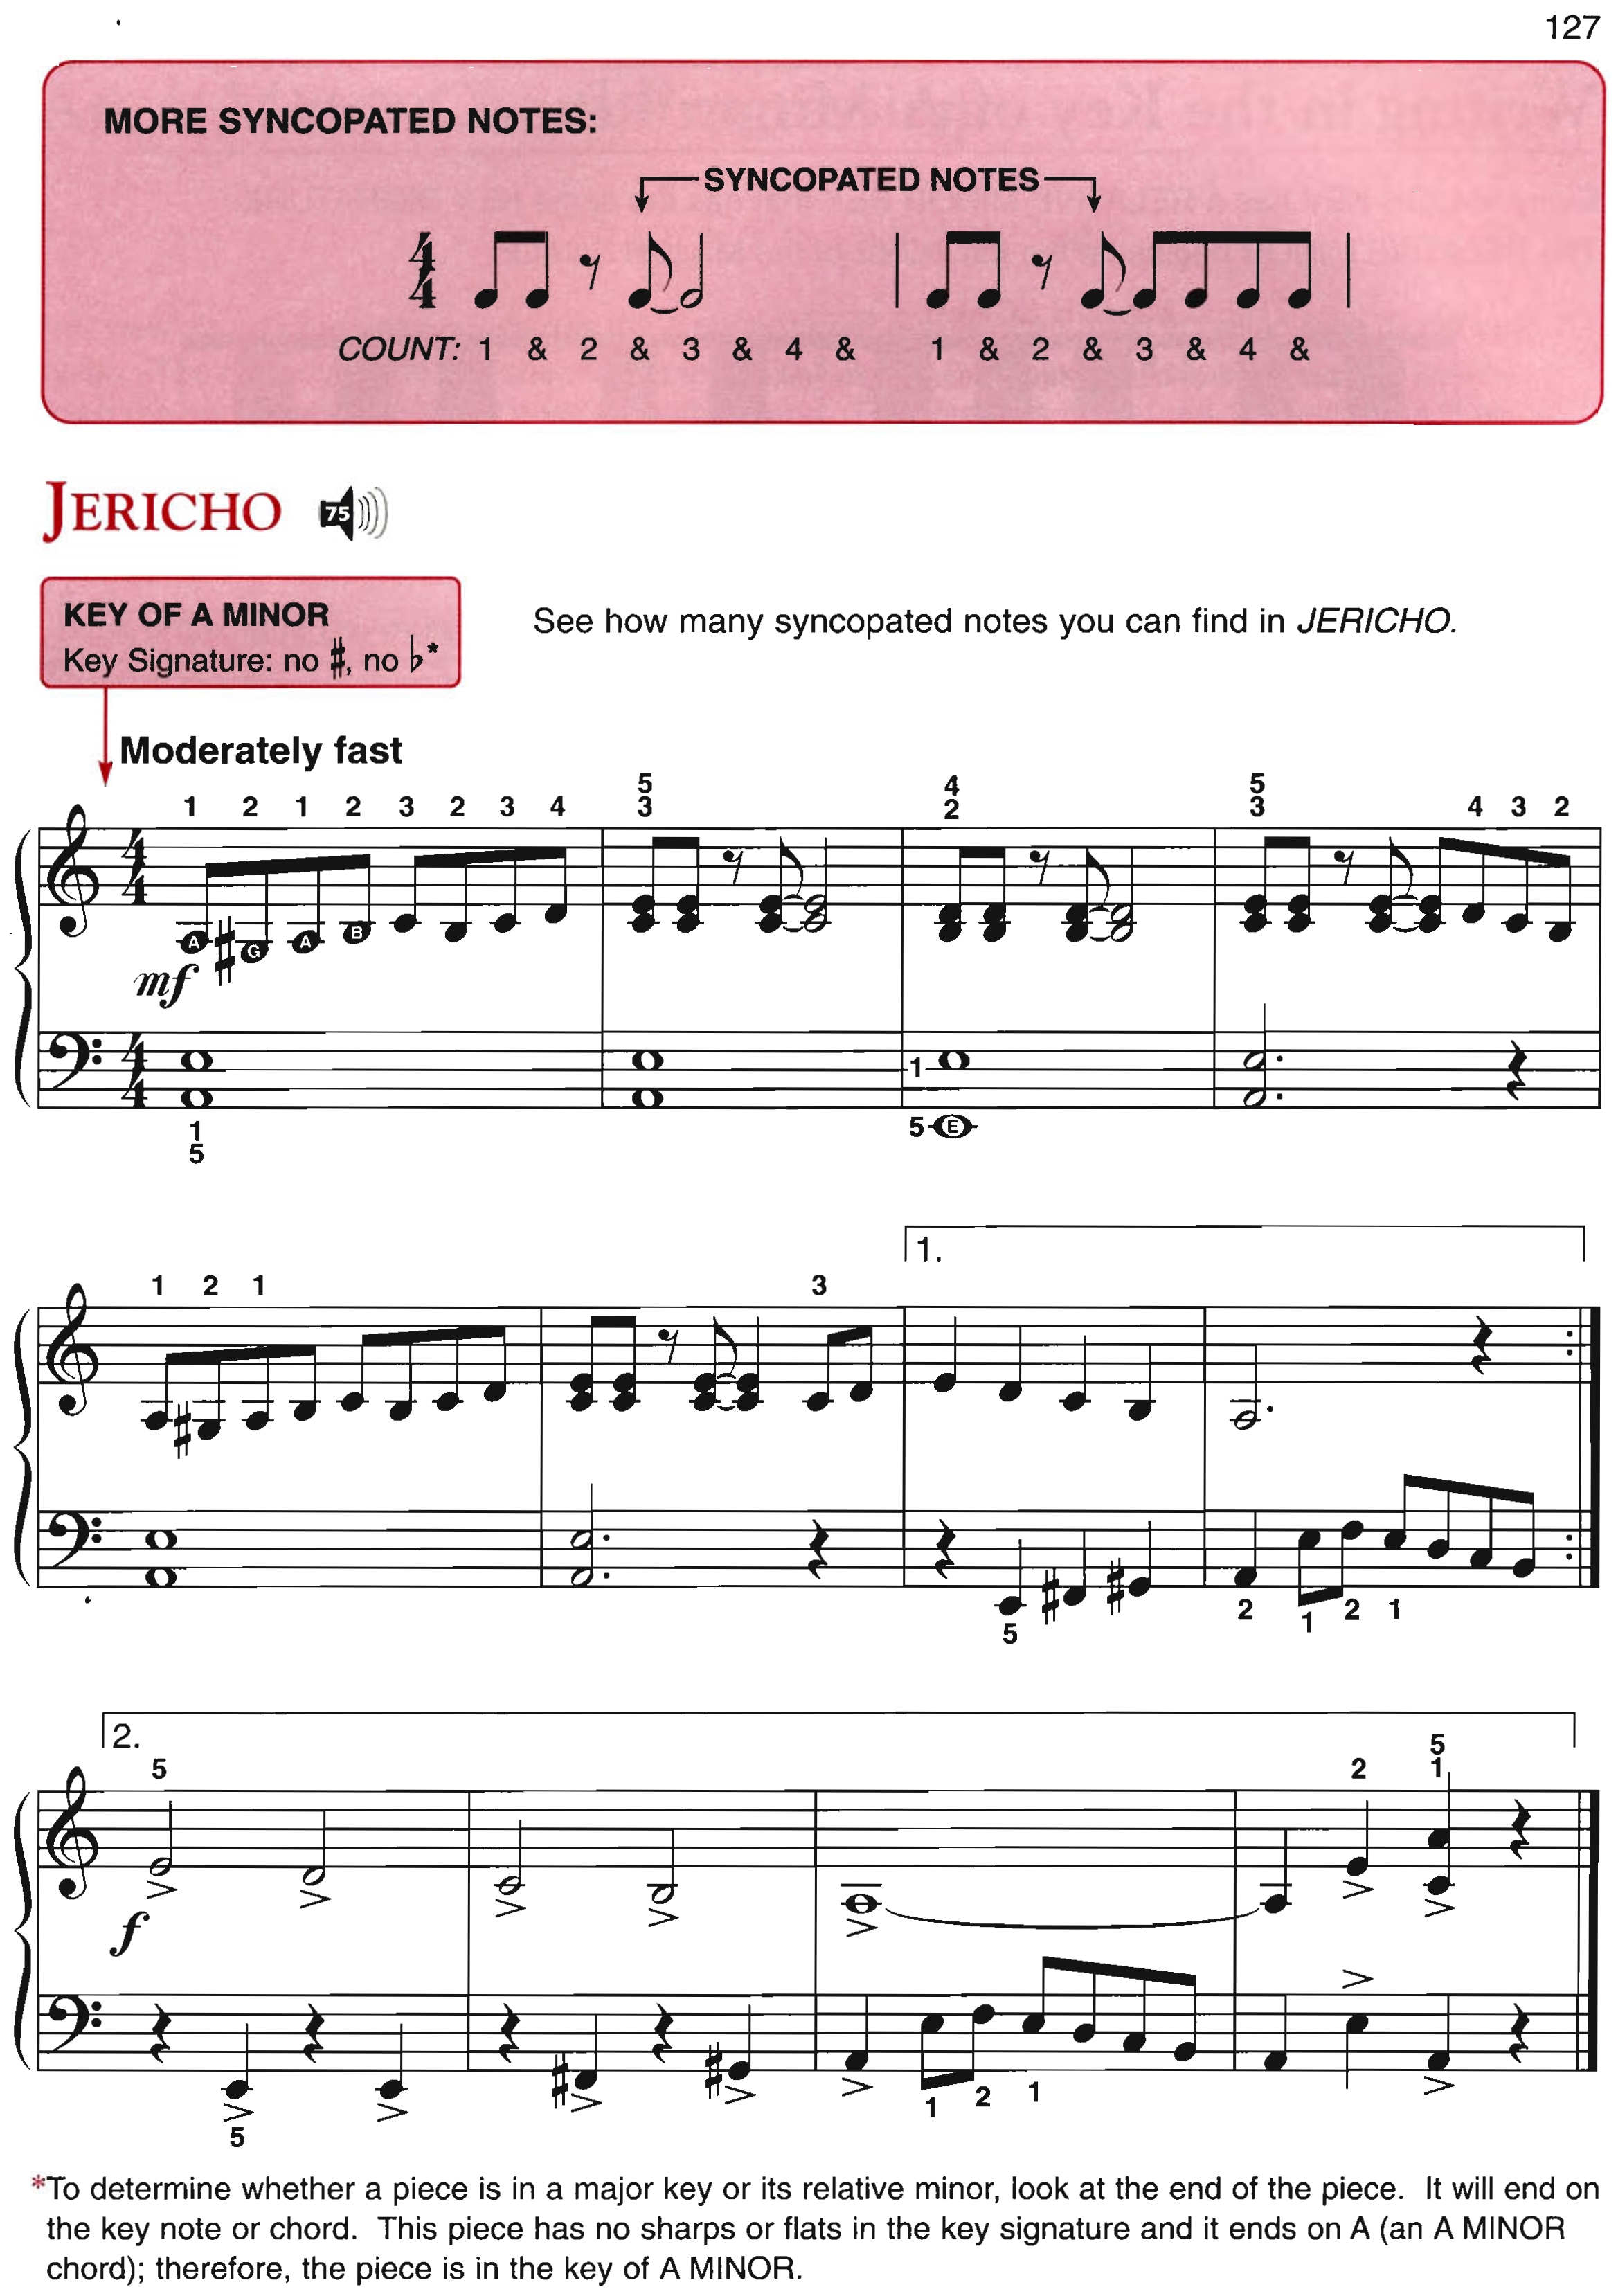 127
MORE SYNCOPATED NOTES:
SYNCOPATED NOTES
4
4
COUNT: 1 & 2 & 3 & 4 & 1 & 2 & 3 & 4 &
JERICHO 75
KEY OF A MINOR
Key Signature: no ♯, no ♭*
See how many syncopated notes you can find in JERICHO.
Moderately fast
1 2 1 2 3 2 3 4 5 3 4 2 5 3 4 3 2
4
4
A G A B
mf
4
4
1
1
5
5 E
1.
1 2 1 3
5 2 1 2 1
2.
5 2 5 1
f
1 2 1
5
*To determine whether a piece is in a major key or its relative minor, look at the end of the piece. It will end on
the key note or chord. This piece has no sharps or flats in the key signature and it ends on A (an A MINOR
chord); therefore, the piece is in the key of A MINOR.